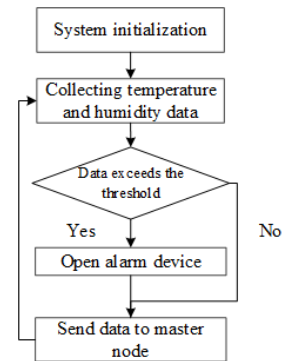 System initialization
Collecting temperature
and humidity data
Data exceeds the
threshold
Yes
No
Open alarm device
Send data to master
node